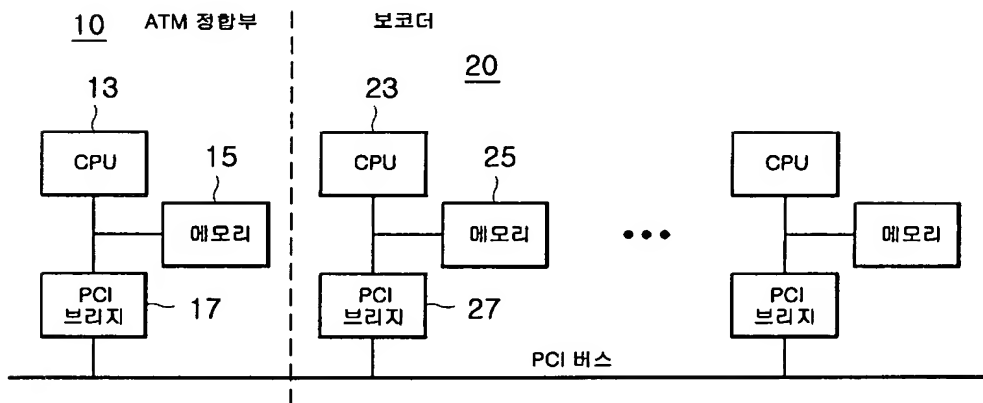 10 ATM 정합부
보코더
20
13
CPU
15
메모리
PCI
브리지
17
23
CPU
25
메모리
PCI
브리지
27
CPU
메모리
PCI
브리지
PCI 버스